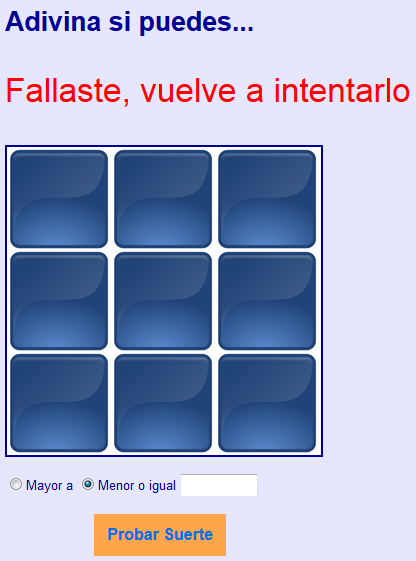 Adivina si puedes...
Fallaste, vuelve a intentarlo
Mayor a Menor o igual
Probar Suerte